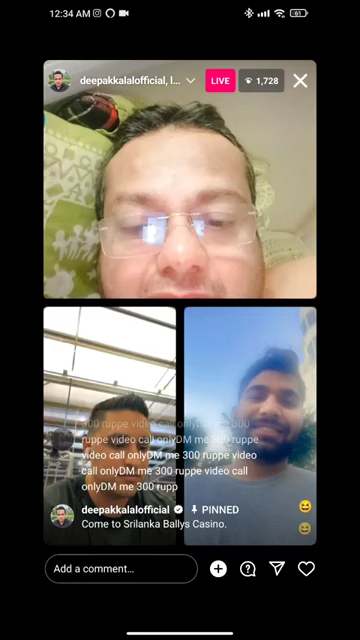 12:34 AM
61
deepakkalalofficial, l...
LIVE
1,728
300 ruppe video call onlyDM me 300
ruppe video call onlyDM me 300 ruppe
video call onlyDM me 300 ruppe video
call onlyDM me 300 ruppe video call
onlyDM me 300 rupp
deepakkalalofficial PINNED
Come to Srilanka Ballys Casino.
Add a comment...